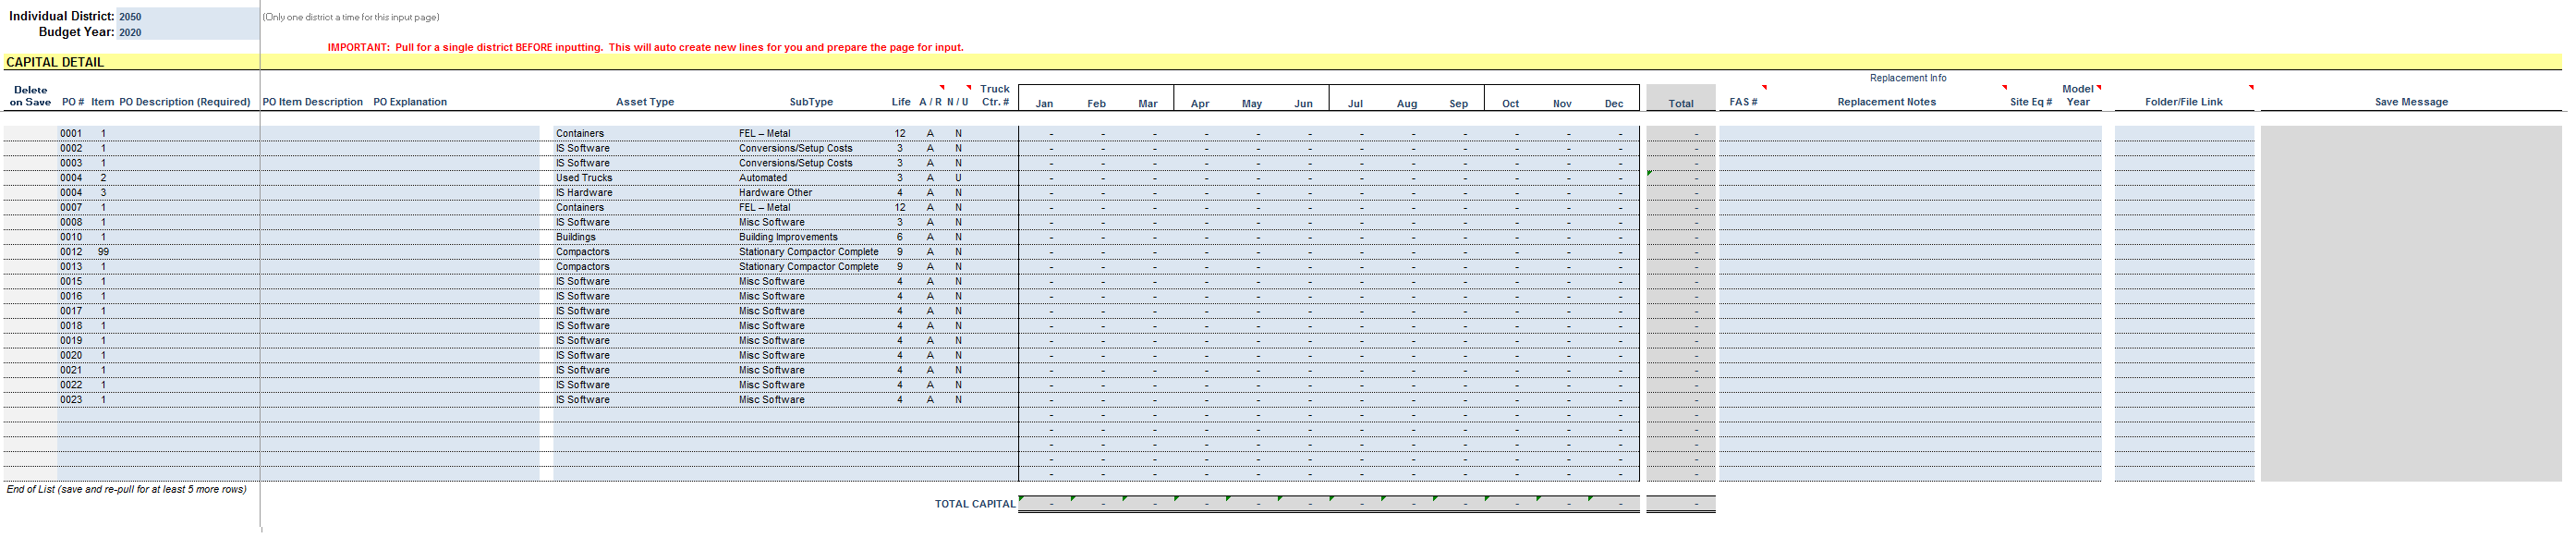 Individual District: 2050 (Only one district a time for this input page)
Budget Year: 2020
IMPORTANT: Pull for a single district BEFORE inputting. This will auto create new lines for you and prepare the page for input.
CAPITAL DETAIL
Replacement Info
Delete on Save PO # Item PO Description (Required) PO Item Description PO Explanation Asset Type SubType Life A / R N / U Truck Ctr. # Jan Feb Mar Apr May Jun Jul Aug Sep Oct Nov Dec Total FAS # Replacement Notes Site Eq # Model Year Folder/File Link Save Message
0001 1 Containers FEL – Metal 12 A N - - - - - - - - - - - - -
0002 1 IS Software Conversions/Setup Costs 3 A N - - - - - - - - - - - - -
0003 1 IS Software Conversions/Setup Costs 3 A N - - - - - - - - - - - - -
0004 2 Used Trucks Automated 3 A U - - - - - - - - - - - - -
0004 3 IS Hardware Hardware Other 4 A N - - - - - - - - - - - - -
0007 1 Containers FEL – Metal 12 A N - - - - - - - - - - - - -
0008 1 IS Software Misc Software 3 A N - - - - - - - - - - - - -
0010 1 Buildings Building Improvements 6 A N - - - - - - - - - - - - -
0012 99 Compactors Stationary Compactor Complete 9 A N - - - - - - - - - - - - -
0013 1 Compactors Stationary Compactor Complete 9 A N - - - - - - - - - - - - -
0015 1 IS Software Misc Software 4 A N - - - - - - - - - - - - -
0016 1 IS Software Misc Software 4 A N - - - - - - - - - - - - -
0017 1 IS Software Misc Software 4 A N - - - - - - - - - - - - -
0018 1 IS Software Misc Software 4 A N - - - - - - - - - - - - -
0019 1 IS Software Misc Software 4 A N - - - - - - - - - - - - -
0020 1 IS Software Misc Software 4 A N - - - - - - - - - - - - -
0021 1 IS Software Misc Software 4 A N - - - - - - - - - - - - -
0022 1 IS Software Misc Software 4 A N - - - - - - - - - - - - -
0023 1 IS Software Misc Software 4 A N - - - - - - - - - - - - -
- - - - - - - - - - - - -
- - - - - - - - - - - - -
- - - - - - - - - - - - -
- - - - - - - - - - - - -
- - - - - - - - - - - - -
End of List (save and re-pull for at least 5 more rows)
TOTAL CAPITAL - - - - - - - - - - - - -